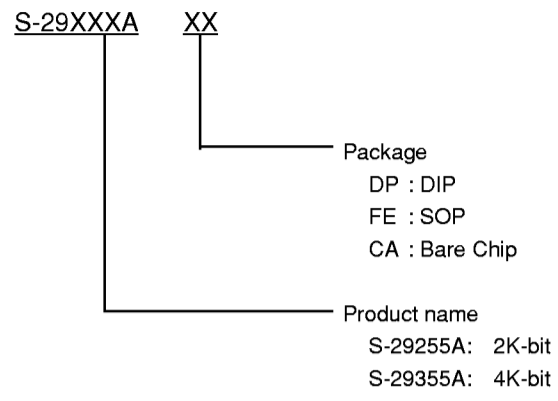 S-29XXXA XX
Package
DP : DIP
FE : SOP
CA : Bare Chip
Product name
S-29255A: 2K-bit
S-29355A: 4K-bit